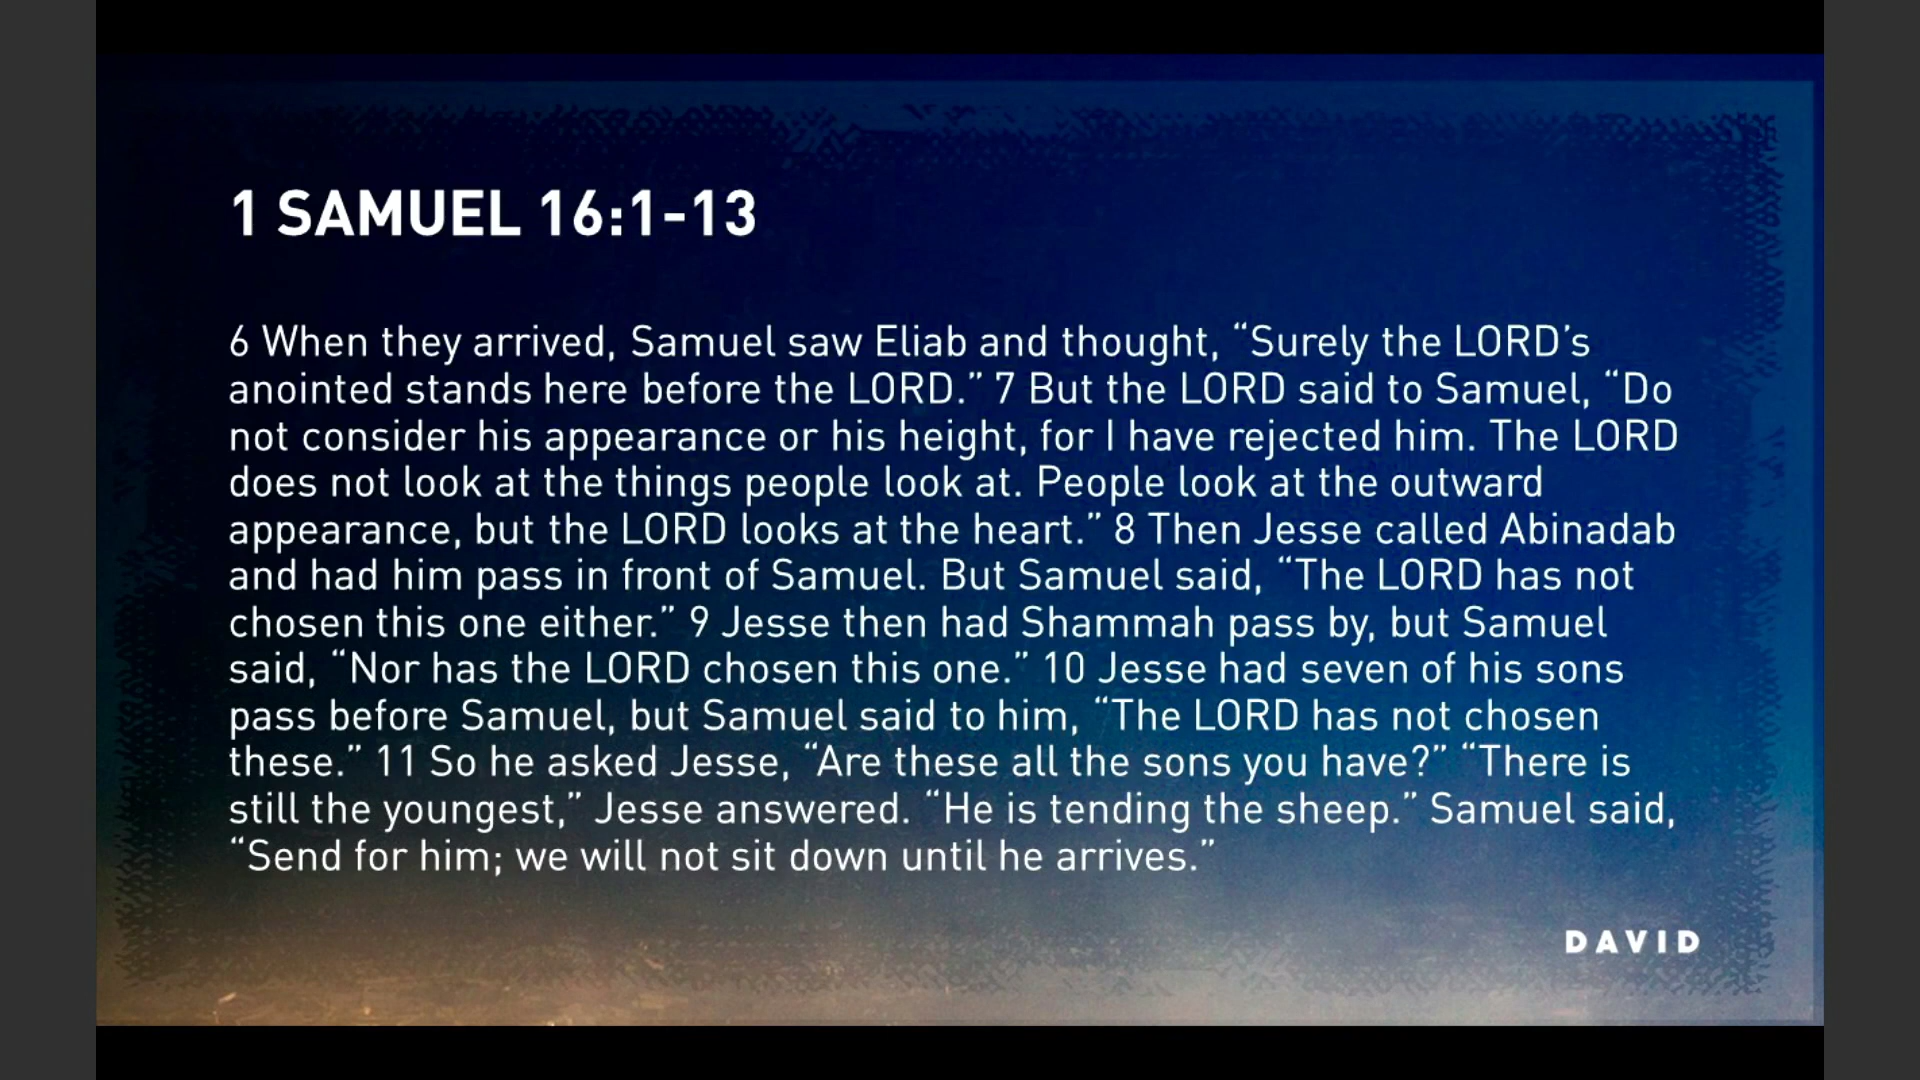 1 SAMUEL 16:1-13
6 When they arrived, Samuel saw Eliab and thought, “Surely the LORD’s
anointed stands here before the LORD.” 7 But the LORD said to Samuel, “Do
not consider his appearance or his height, for I have rejected him. The LORD
does not look at the things people look at. People look at the outward
appearance, but the LORD looks at the heart.” 8 Then Jesse called Abinadab
and had him pass in front of Samuel. But Samuel said, “The LORD has not
chosen this one either.” 9 Jesse then had Shammah pass by, but Samuel
said, “Nor has the LORD chosen this one.” 10 Jesse had seven of his sons
pass before Samuel, but Samuel said to him, “The LORD has not chosen
these.” 11 So he asked Jesse, “Are these all the sons you have?” “There is
still the youngest,” Jesse answered. “He is tending the sheep.” Samuel said,
“Send for him; we will not sit down until he arrives.”
DAVID